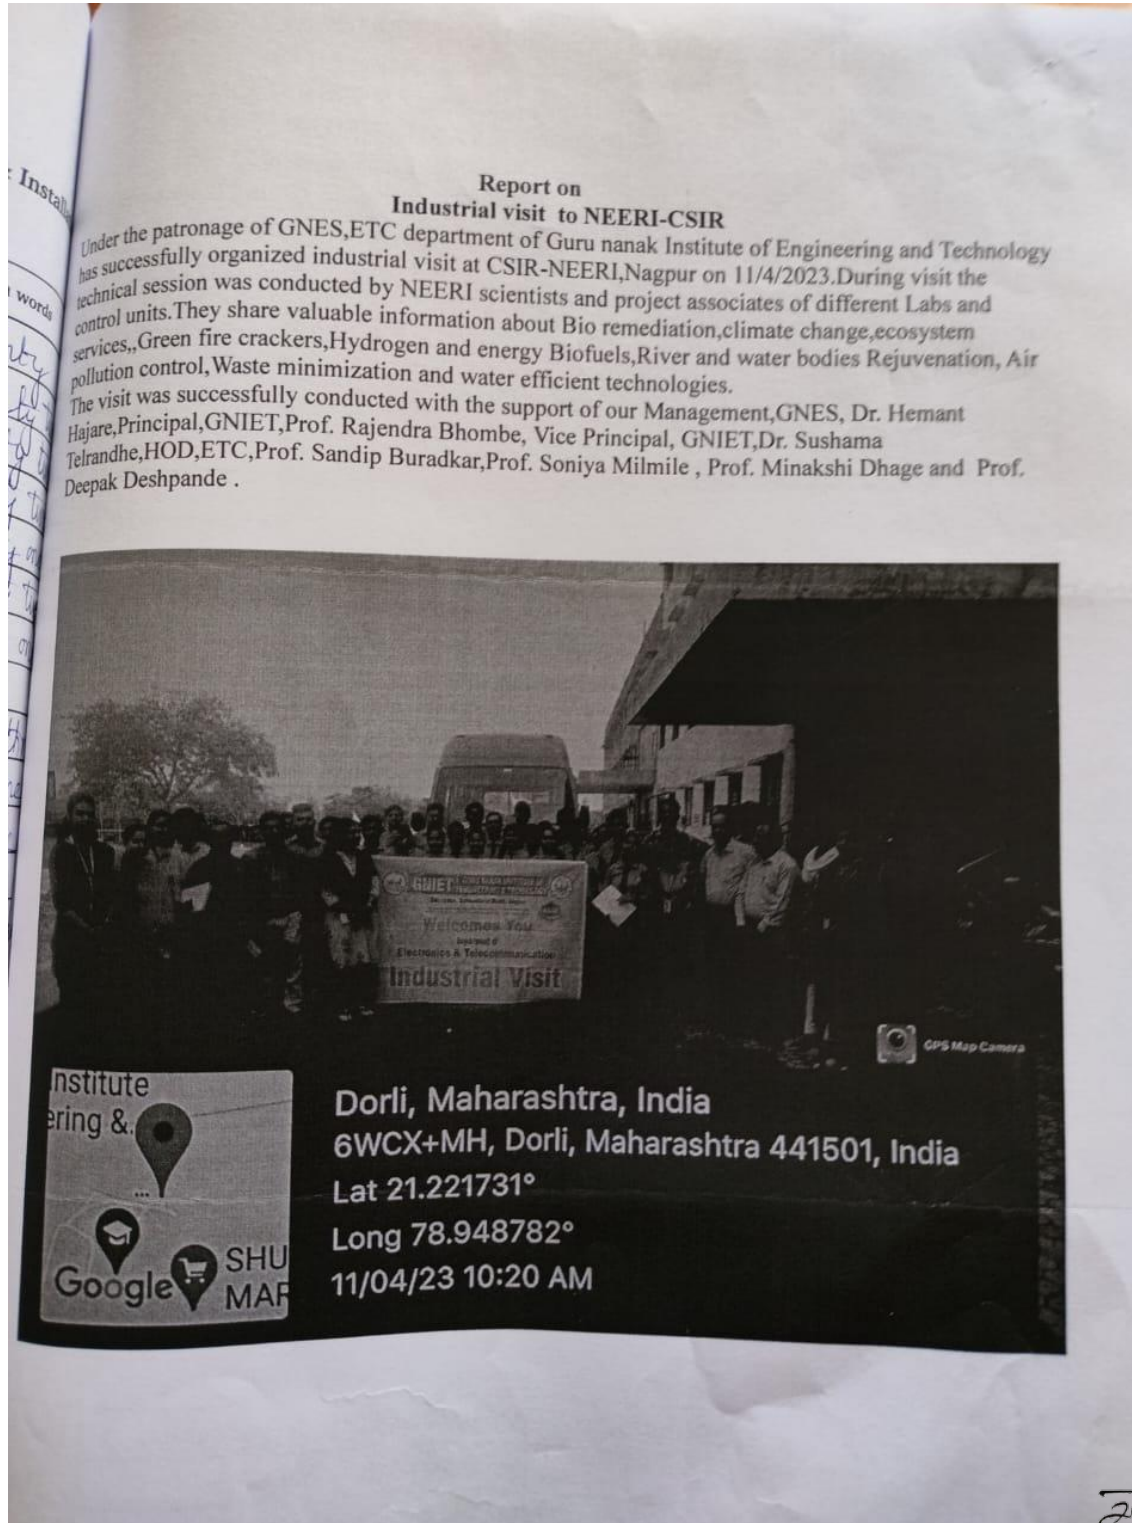 : Install
words
Report on
Industrial visit to NEERI-CSIR
Under the patronage of GNES,ETC department of Guru nanak Institute of Engineering and Technology
has successfully organized industrial visit at CSIR-NEERI,Nagpur on 11/4/2023.During visit the
technical session was conducted by NEERI scientists and project associates of different Labs and
control units.They share valuable information about Bio remediation,climate change,ecosystem
services,,Green fire crackers,Hydrogen and energy Biofuels,River and water bodies Rejuvenation, Air
pollution control,Waste minimization and water efficient technologies.
The visit was successfully conducted with the support of our Management,GNES, Dr. Hemant
Hajare,Principal,GNIET,Prof. Rajendra Bhombe, Vice Principal, GNIET,Dr. Sushama
Telrandhe,HOD,ETC,Prof. Sandip Buradkar,Prof. Soniya Milmile , Prof. Minakshi Dhage and Prof.
Deepak Deshpande .
GNIET
Welcomes You
Department of
Electronics & Telecommunication
Industrial Visit
GPS Map Camera
nstitute
ering &.
...
Google
SHU
MAR
Dorli, Maharashtra, India
6WCX+MH, Dorli, Maharashtra 441501, India
Lat 21.221731°
Long 78.948782°
11/04/23 10:20 AM